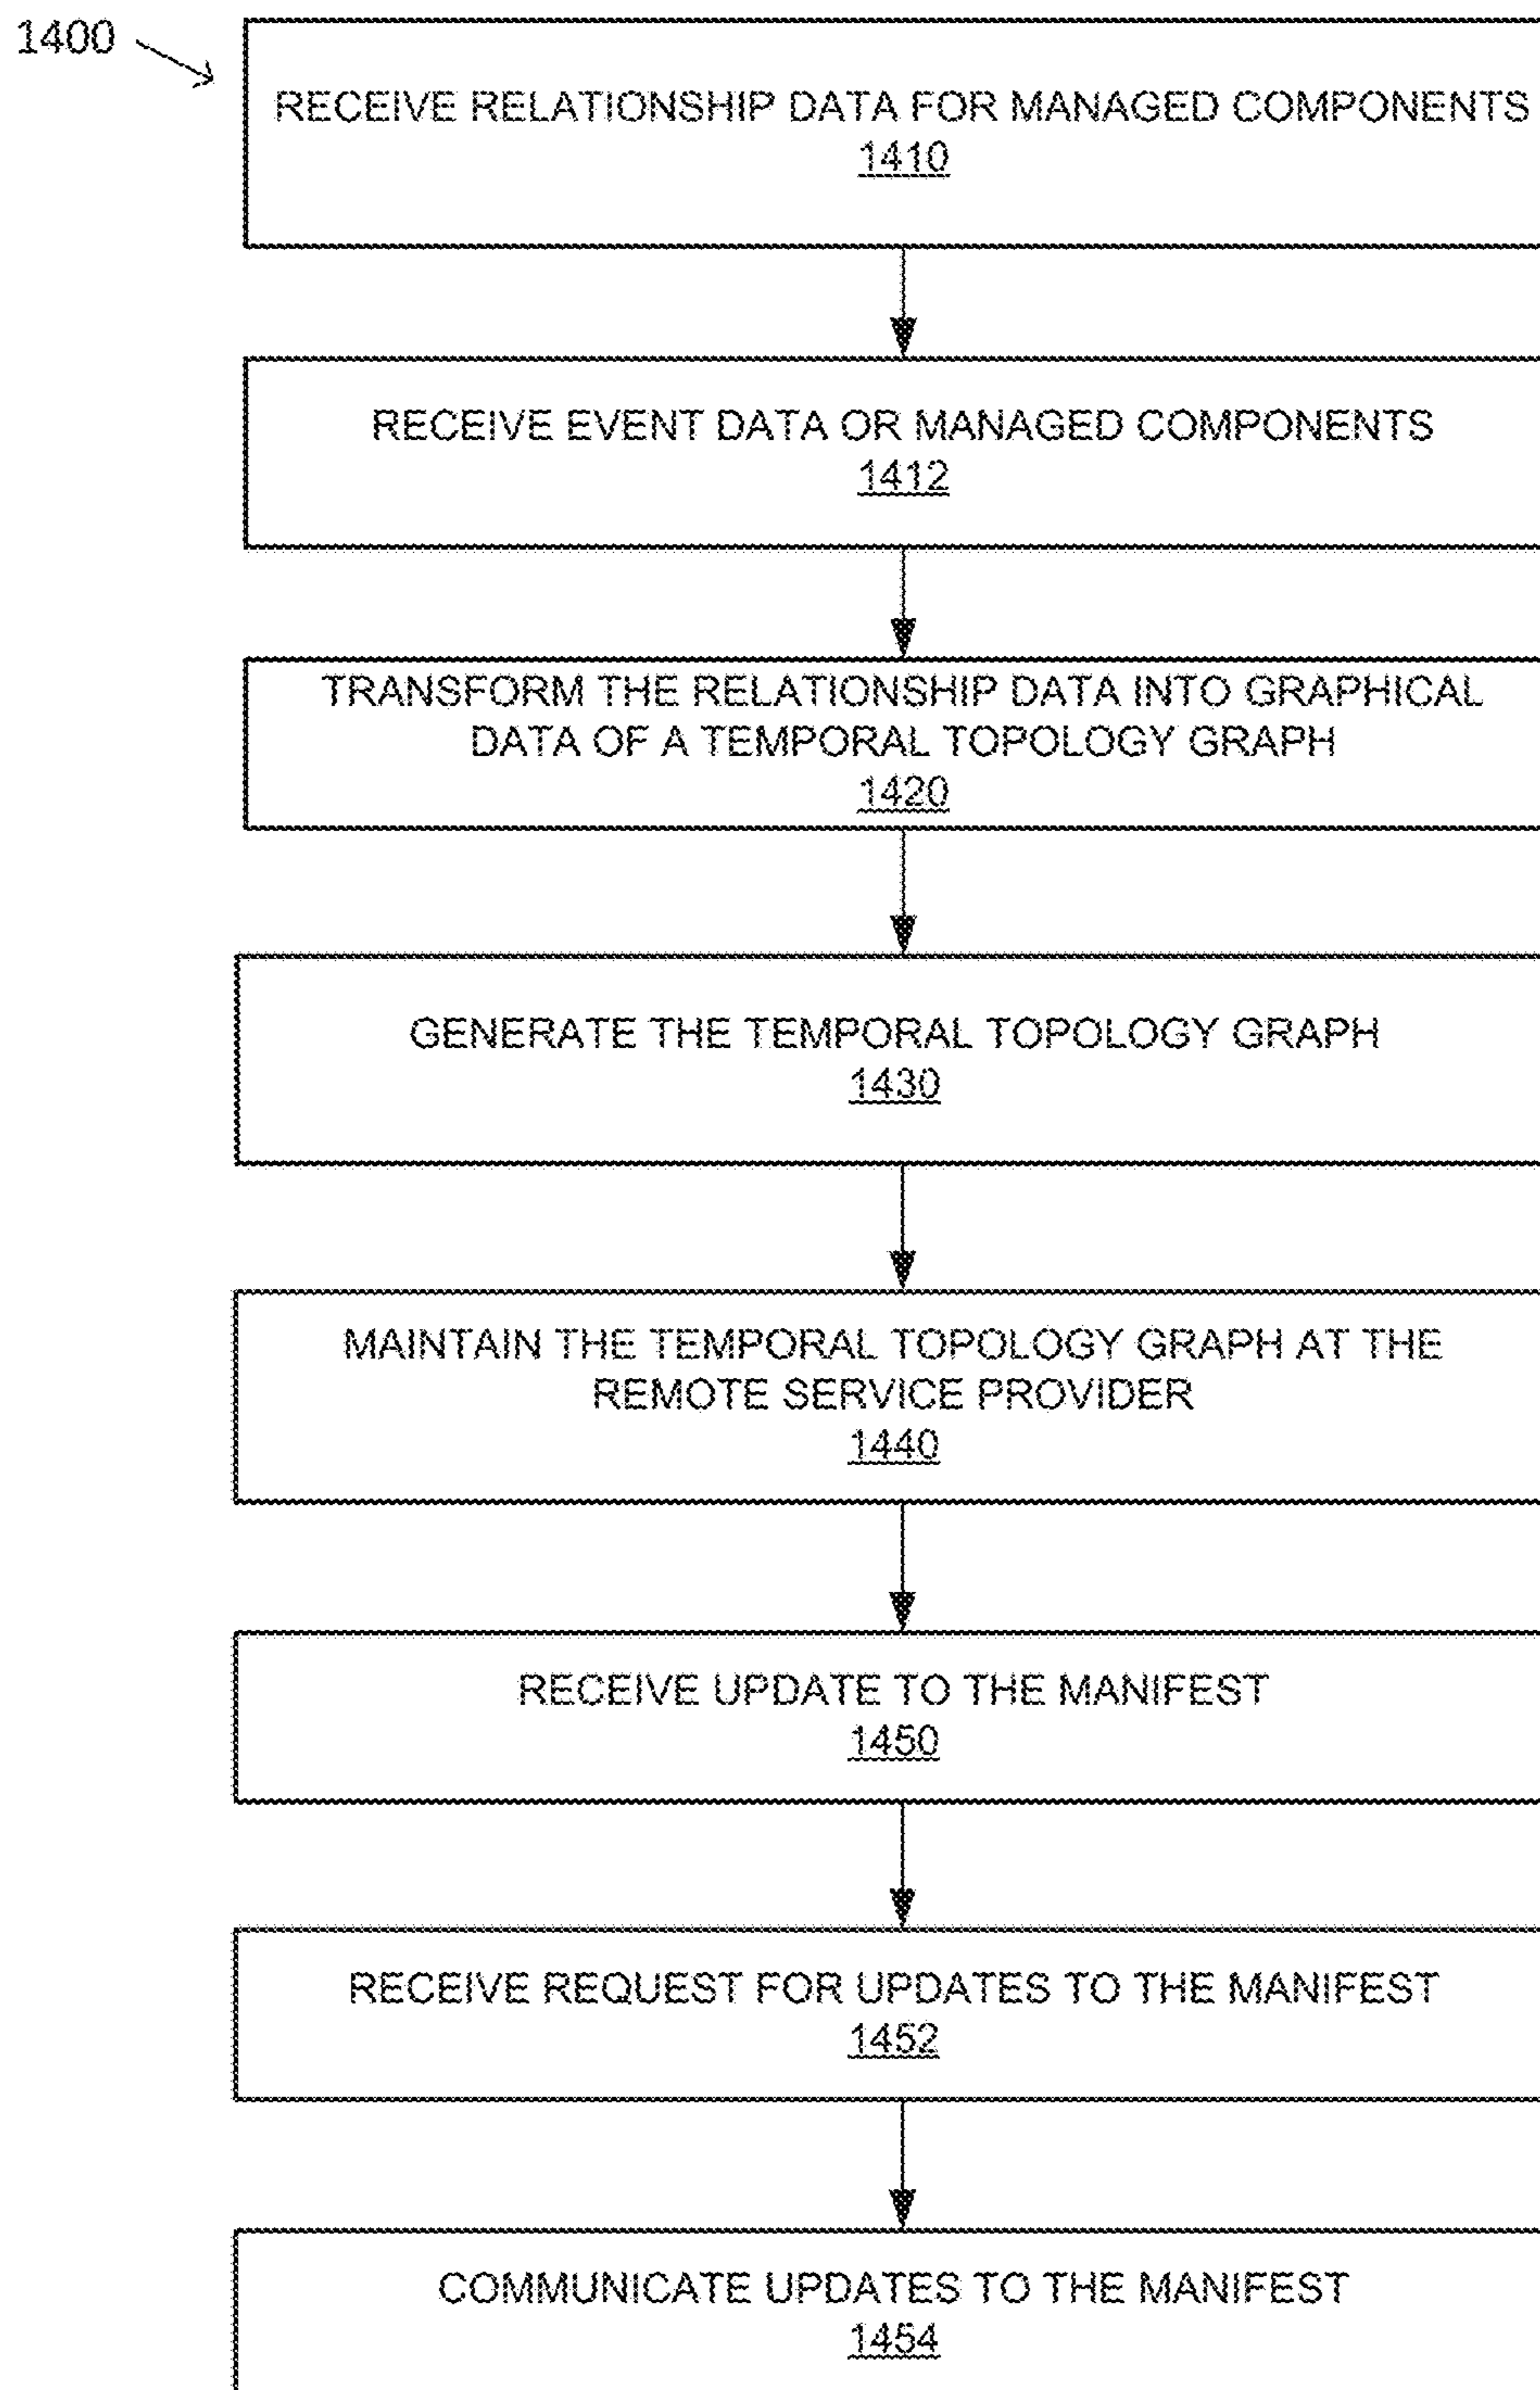 1400
RECEIVE RELATIONSHIP DATA FOR MANAGED COMPONENTS
1410
RECEIVE EVENT DATA OR MANAGED COMPONENTS
1412
TRANSFORM THE RELATIONSHIP DATA INTO GRAPHICAL
DATA OF A TEMPORAL TOPOLOGY GRAPH
1420
GENERATE THE TEMPORAL TOPOLOGY GRAPH
1430
MAINTAIN THE TEMPORAL TOPOLOGY GRAPH AT THE
REMOTE SERVICE PROVIDER
1440
RECEIVE UPDATE TO THE MANIFEST
1450
RECEIVE REQUEST FOR UPDATES TO THE MANIFEST
1452
COMMUNICATE UPDATES TO THE MANIFEST
1454